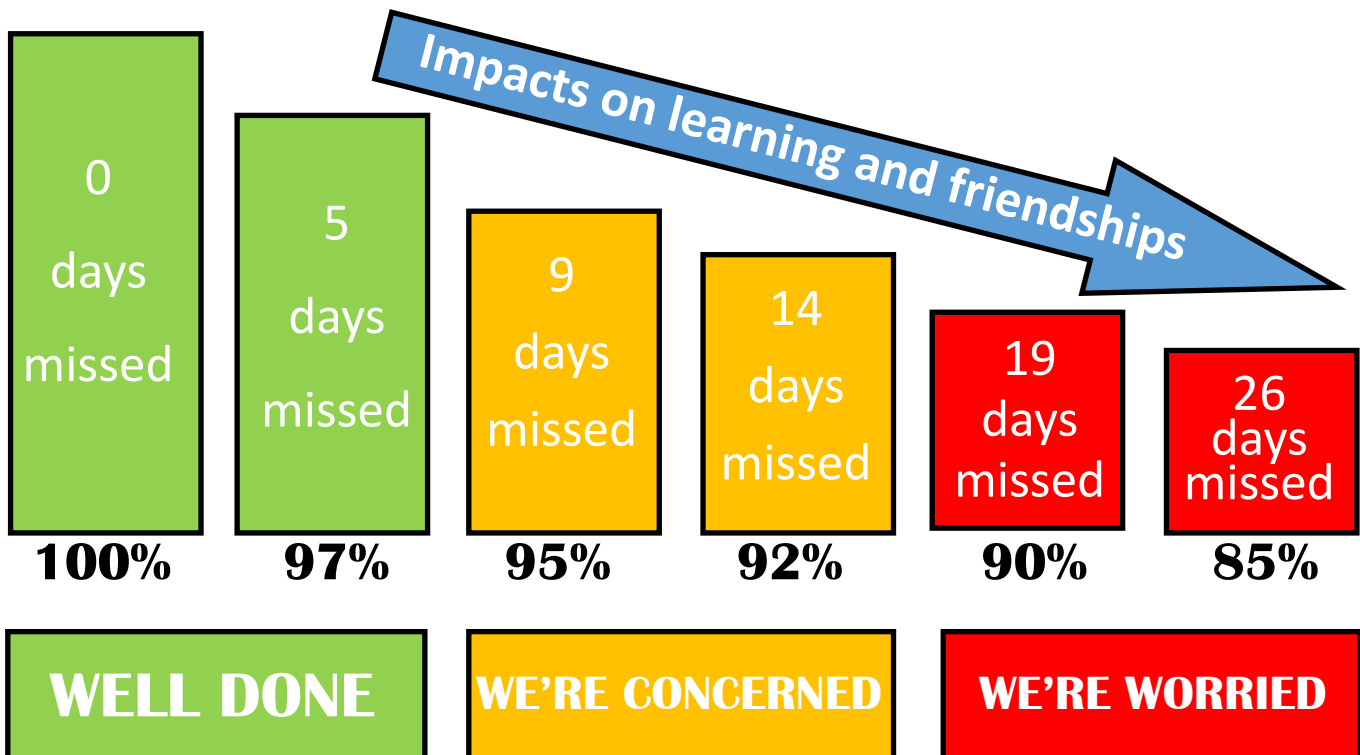 Impacts on learning and friendships
0
days
missed
5
days
missed
9
days
missed
14
days
missed
19
days
missed
26
days
missed
100%
97%
95%
92%
90%
85%
WELL DONE
WE'RE CONCERNED
WE'RE WORRIED